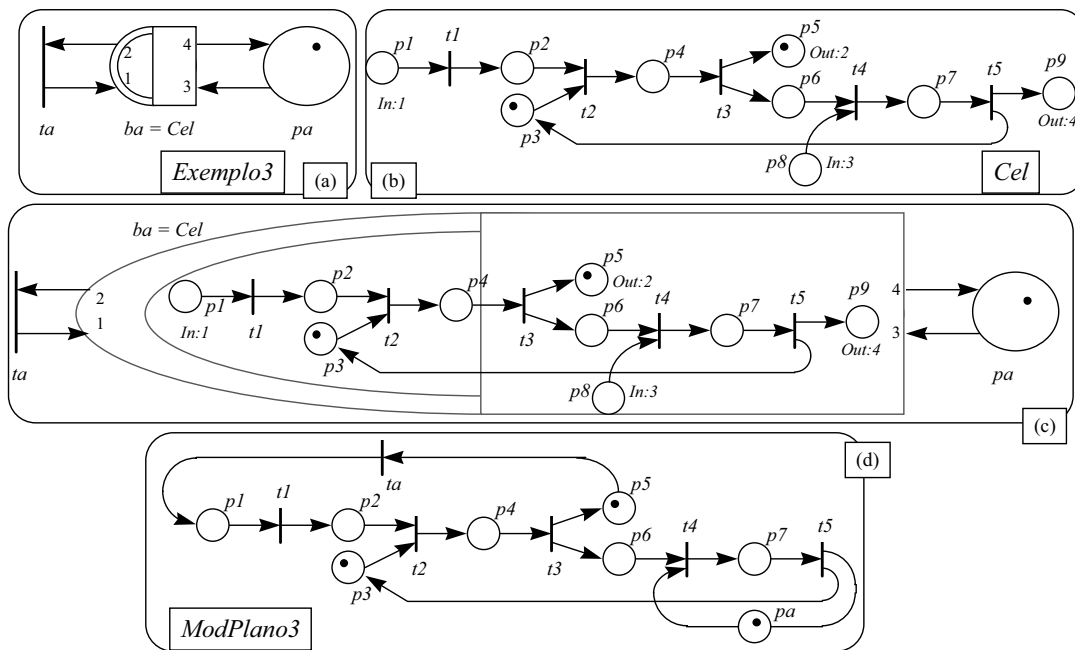 ta
2
1
4
3
ba = Cel
pa
Exemplo3
(a)
p1
In:1
t1
p2
p3
t2
p4
t3
p5
Out:2
p6
t4
p7
t5
p9
Out:4
p8
In:3
(b)
Cel
ba = Cel
ta
2
1
p1
In:1
t1
p2
p3
t2
p4
t3
p5
Out:2
p6
t4
p7
t5
p9
Out:4
p8
In:3
4
3
pa
(c)
ta
p1
t1
p2
p3
t2
p4
t3
p5
p6
t4
p7
t5
pa
(d)
ModPlano3